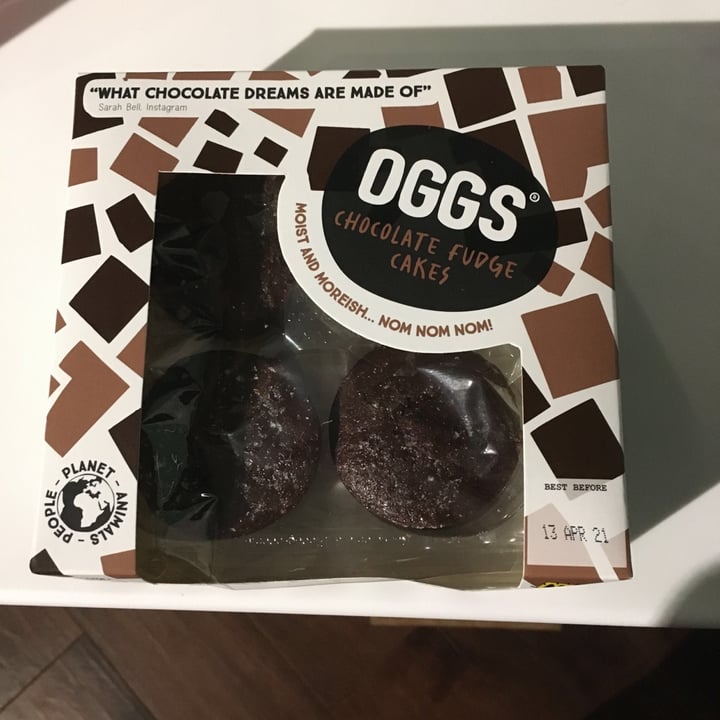 “WHAT CHOCOLATE DREAMS ARE MADE OF”
Sarah Bell, Instagram
OGGS®
CHOCOLATE FUDGE
CAKES
MOIST AND MOREISH... NOM NOM NOM!
PEOPLE - PLANET - ANIMALS -
BEST BEFORE
13 APR 21